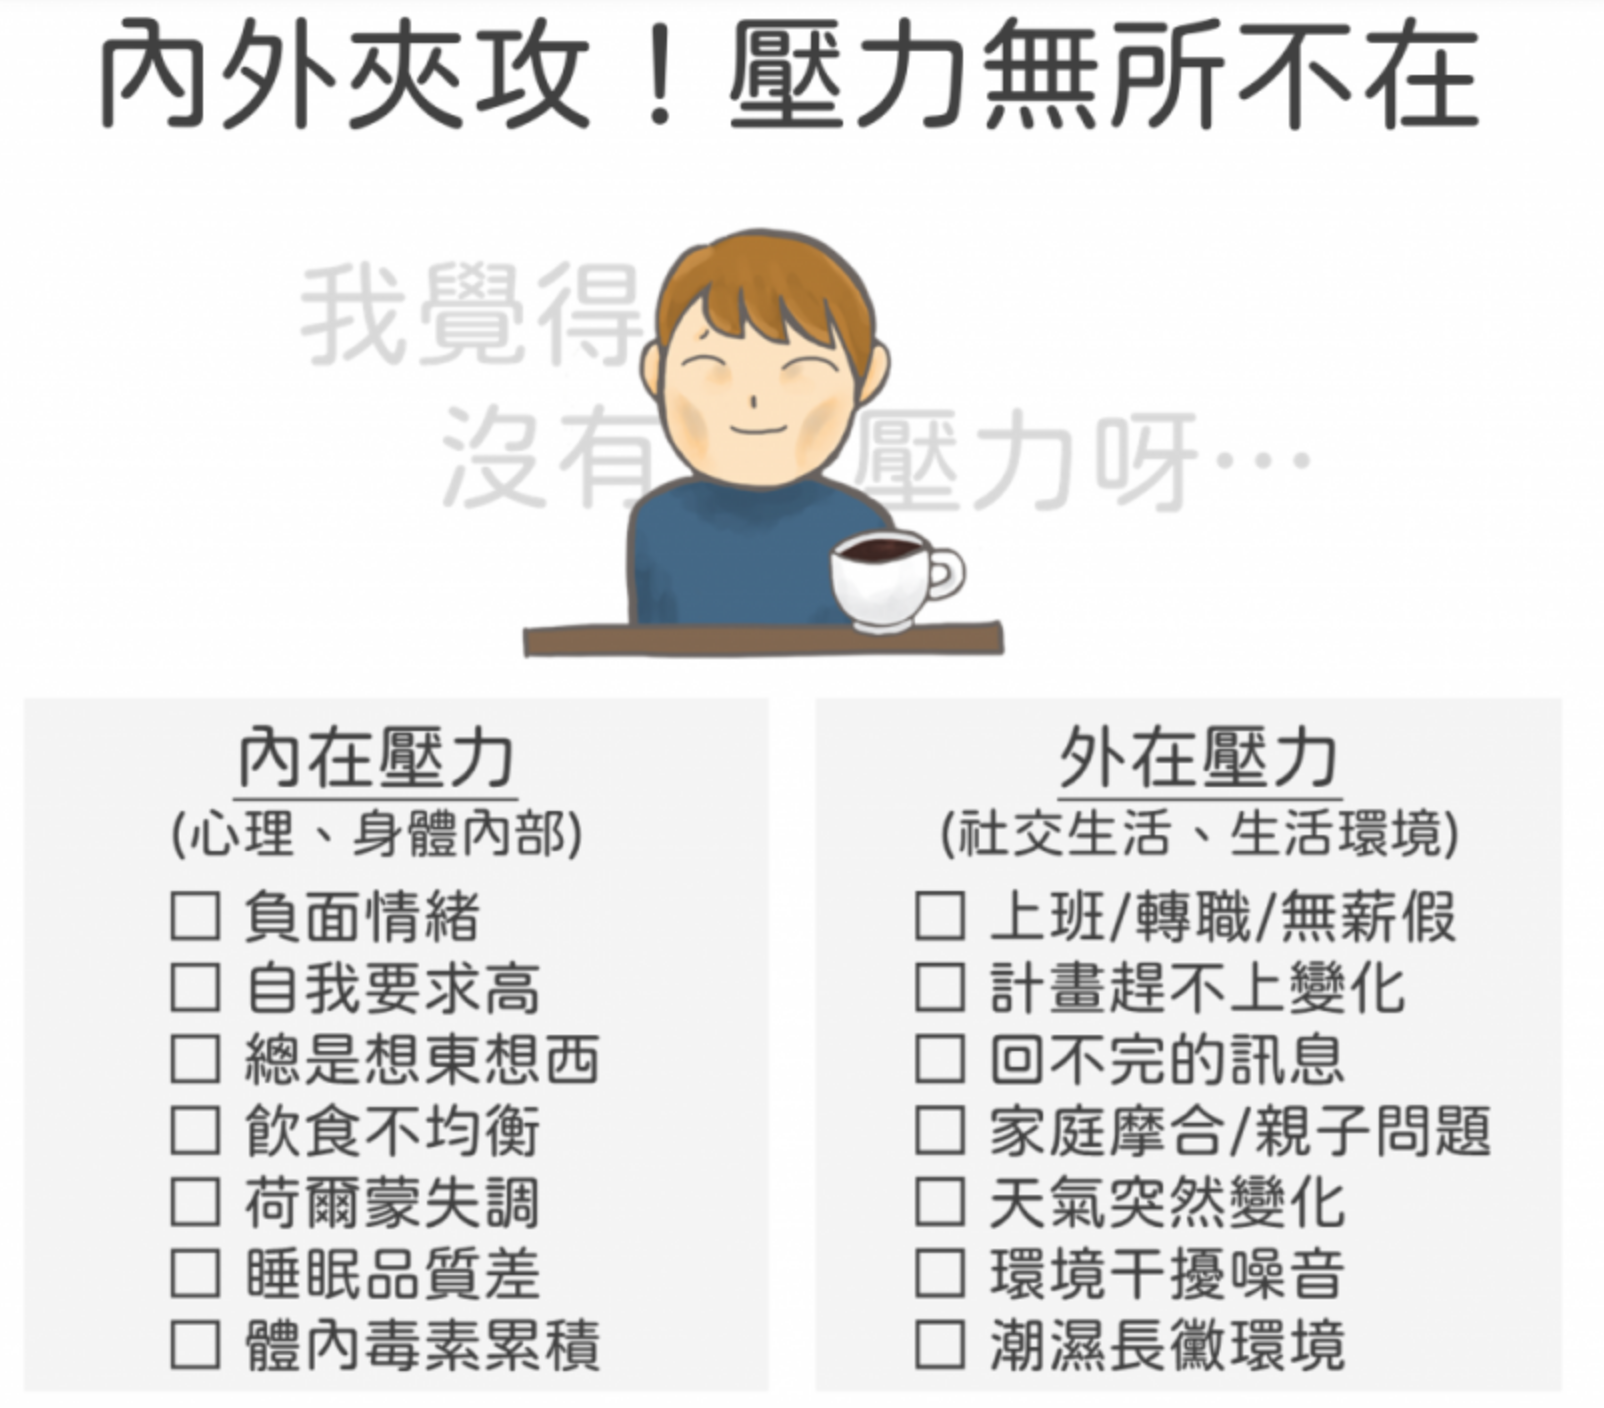 內外夾攻！壓力無所不在
我覺得
沒有壓力呀…
內在壓力
(心理、身體內部)
□ 負面情緒
□ 自我要求高
□ 總是想東想西
□ 飲食不均衡
□ 荷爾蒙失調
□ 睡眠品質差
□ 體內毒素累積
外在壓力
(社交生活、生活環境)
□ 上班/轉職/無薪假
□ 計畫趕不上變化
□ 回不完的訊息
□ 家庭摩合/親子問題
□ 天氣突然變化
□ 環境干擾噪音
□ 潮濕長黴環境